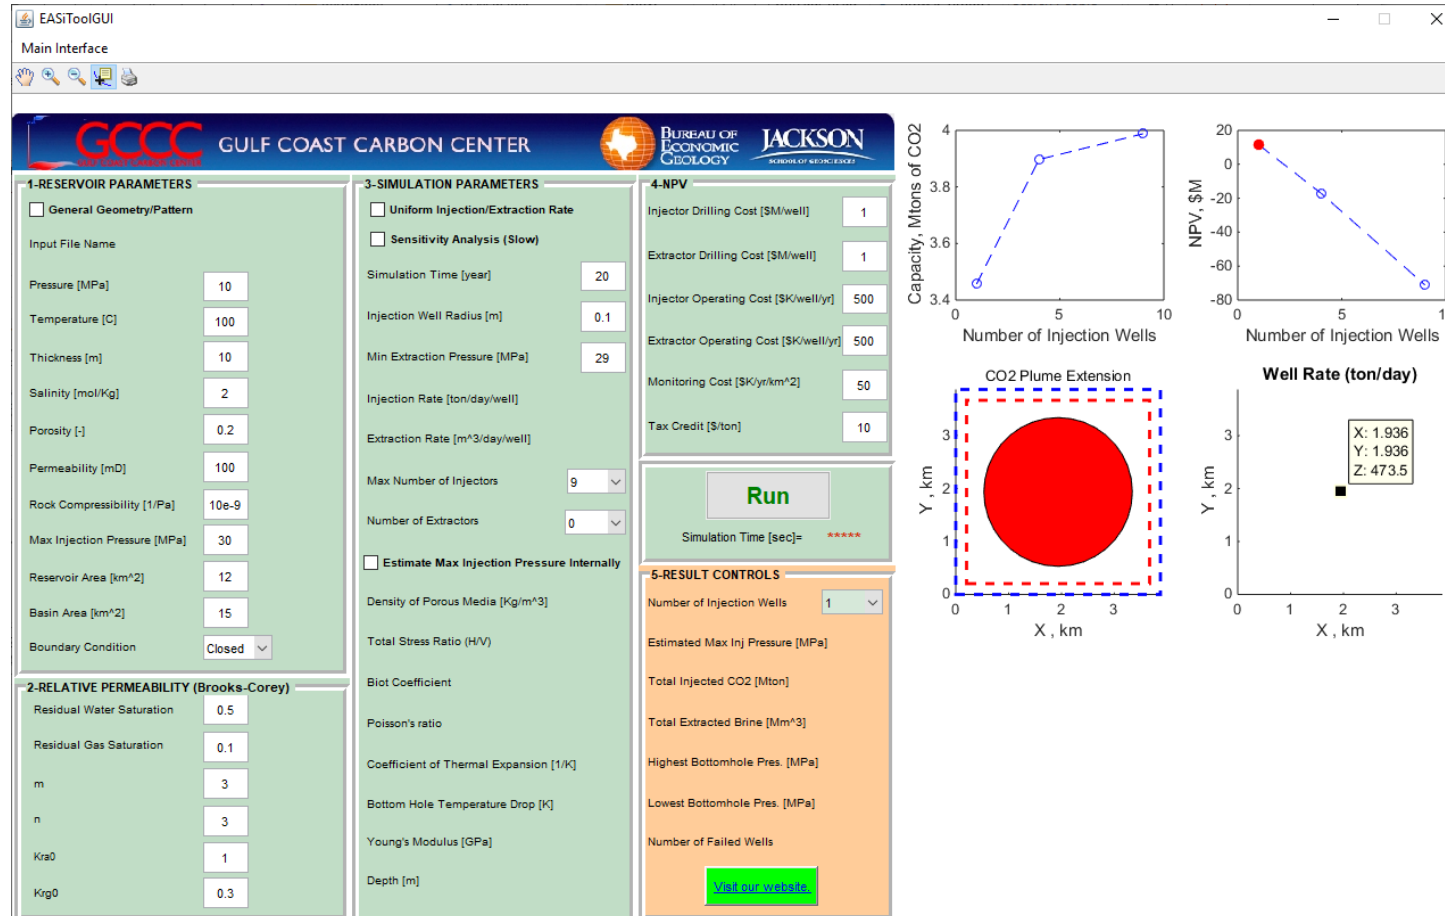 EASiToolGUI
Main Interface
GCCC
GULF COAST CARBON CENTER
GULF COAST CARBON CENTER
BUREAU OF
ECONOMIC
GEOLOGY
JACKSON
SCHOOL OF GEOSCIENCES
1-RESERVOIR PARAMETERS
General Geometry/Pattern
Input File Name
Pressure [MPa] 10
Temperature [C] 100
Thickness [m] 10
Salinity [mol/Kg] 2
Porosity [-] 0.2
Permeability [mD] 100
Rock Compressibility [1/Pa] 10e-9
Max Injection Pressure [MPa] 30
Reservoir Area [km^2] 12
Basin Area [km^2] 15
Boundary Condition Closed
2-RELATIVE PERMEABILITY (Brooks-Corey)
Residual Water Saturation 0.5
Residual Gas Saturation 0.1
m 3
n 3
Kra0 1
Krg0 0.3
3-SIMULATION PARAMETERS
Uniform Injection/Extraction Rate
Sensitivity Analysis (Slow)
Simulation Time [year] 20
Injection Well Radius [m] 0.1
Min Extraction Pressure [MPa] 29
Injection Rate [ton/day/well]
Extraction Rate [m^3/day/well]
Max Number of Injectors 9
Number of Extractors 0
Estimate Max Injection Pressure Internally
Density of Porous Media [Kg/m^3]
Total Stress Ratio (H/V)
Biot Coefficient
Poisson's ratio
Coefficient of Thermal Expansion [1/K]
Bottom Hole Temperature Drop [K]
Young's Modulus [GPa]
Depth [m]
4-NPV
Injector Drilling Cost [$M/well] 1
Extractor Drilling Cost [$M/well] 1
Injector Operating Cost [$K/well/yr] 500
Extractor Operating Cost [$K/well/yr] 500
Monitoring Cost [$K/yr/km^2] 50
Tax Credit [$/ton] 10
Run
Simulation Time [sec]= *****
5-RESULT CONTROLS
Number of Injection Wells 1
Estimated Max Inj Pressure [MPa]
Total Injected CO2 [Mton]
Total Extracted Brine [Mm^3]
Highest Bottomhole Pres. [MPa]
Lowest Bottomhole Pres. [MPa]
Number of Failed Wells
Visit our website.
Capacity, Mtons of CO2
4
3.8
3.6
3.4
0 5 10
Number of Injection Wells
NPV, $M
20
0
-20
-40
-60
-80
0 5 1
Number of Injection Wells
CO2 Plume Extension
Y , km
3
2
1
0
0 1 2 3
X , km
Well Rate (ton/day)
Y , km
3
2
1
0
X: 1.936
Y: 1.936
Z: 473.5
0 1 2 3
X , km